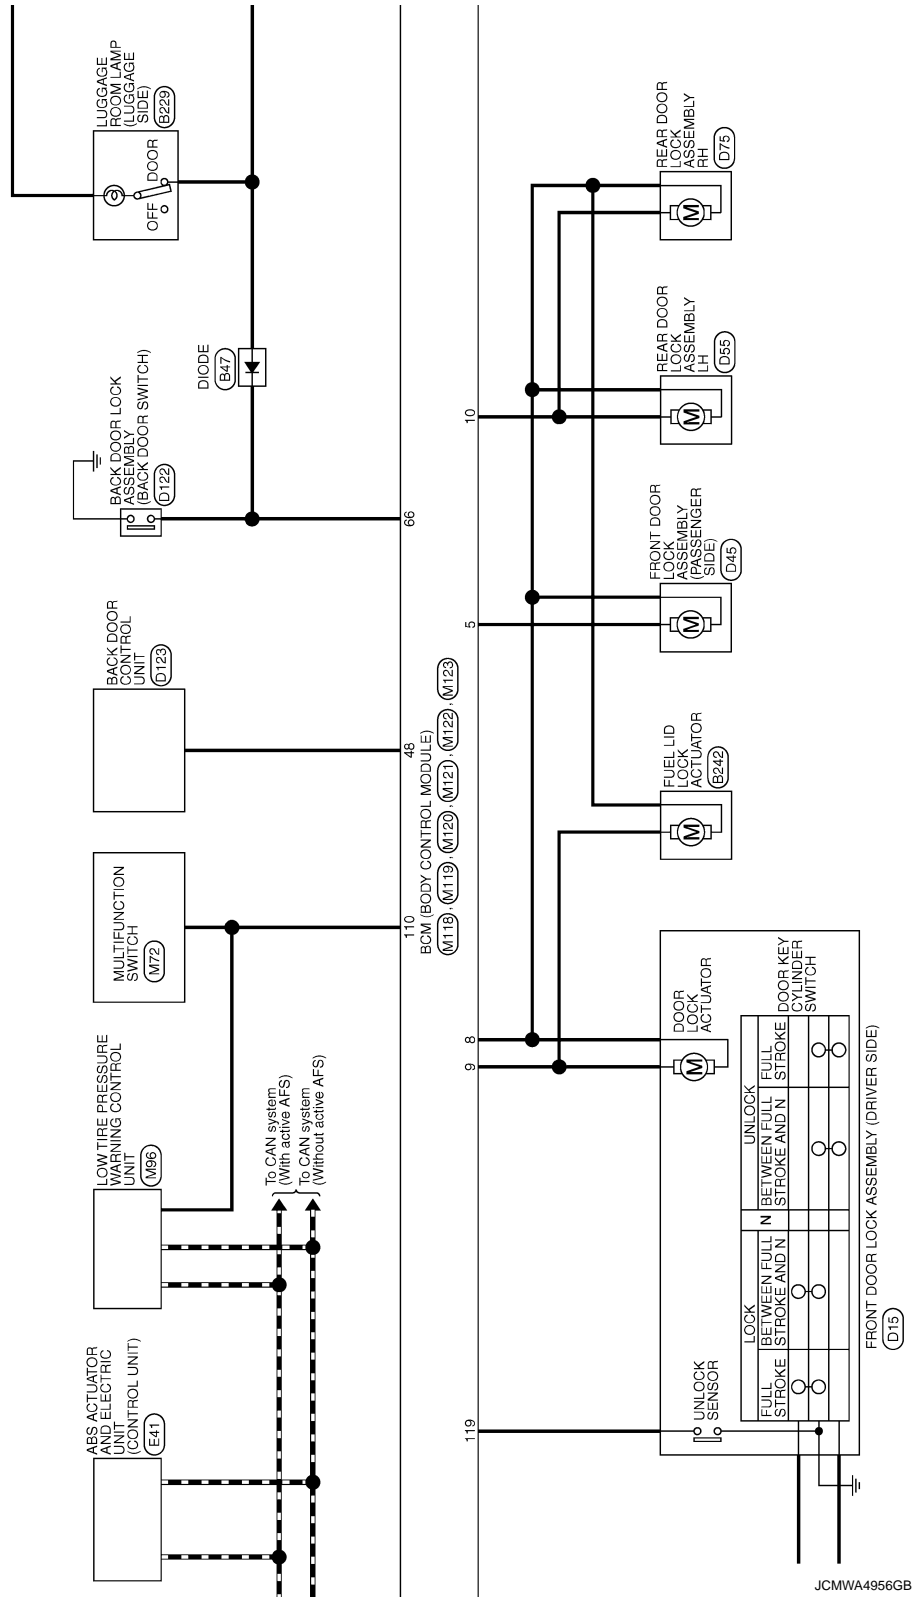 ABS ACTUATOR
AND ELECTRIC
UNIT
(CONTROL UNIT)
E41
LOW TIRE PRESSURE
WARNING CONTROL
UNIT
M96
MULTIFUNCTION
SWITCH
M72
BACK DOOR
CONTROL
UNIT
D123
BACK DOOR LOCK
ASSEMBLY
(BACK DOOR SWITCH)
D122
DIODE
B47
LUGGAGE
ROOM LAMP
(LUGGAGE
SIDE)
B229
OFF
DOOR
To CAN system
(With active AFS)
To CAN system
(Without active AFS)
110
48
66
BCM (BODY CONTROL MODULE)
M118 , M119 , M120 , M121 , M122 , M123
119
9
8
5
10
UNLOCK
SENSOR
DOOR
LOCK
ACTUATOR
M
LOCK
N
UNLOCK
FULL
STROKE
BETWEEN FULL
STROKE AND N
BETWEEN FULL
STROKE AND N
FULL
STROKE
DOOR KEY
CYLINDER
SWITCH
FRONT DOOR LOCK ASSEMBLY (DRIVER SIDE)
D15
FUEL LID
LOCK
ACTUATOR
B242
M
FRONT DOOR
LOCK
ASSEMBLY
(PASSENGER
SIDE)
D45
M
REAR DOOR
LOCK
ASSEMBLY
LH
D55
M
REAR DOOR
LOCK
ASSEMBLY
RH
D75
M
JCMWA4956GB